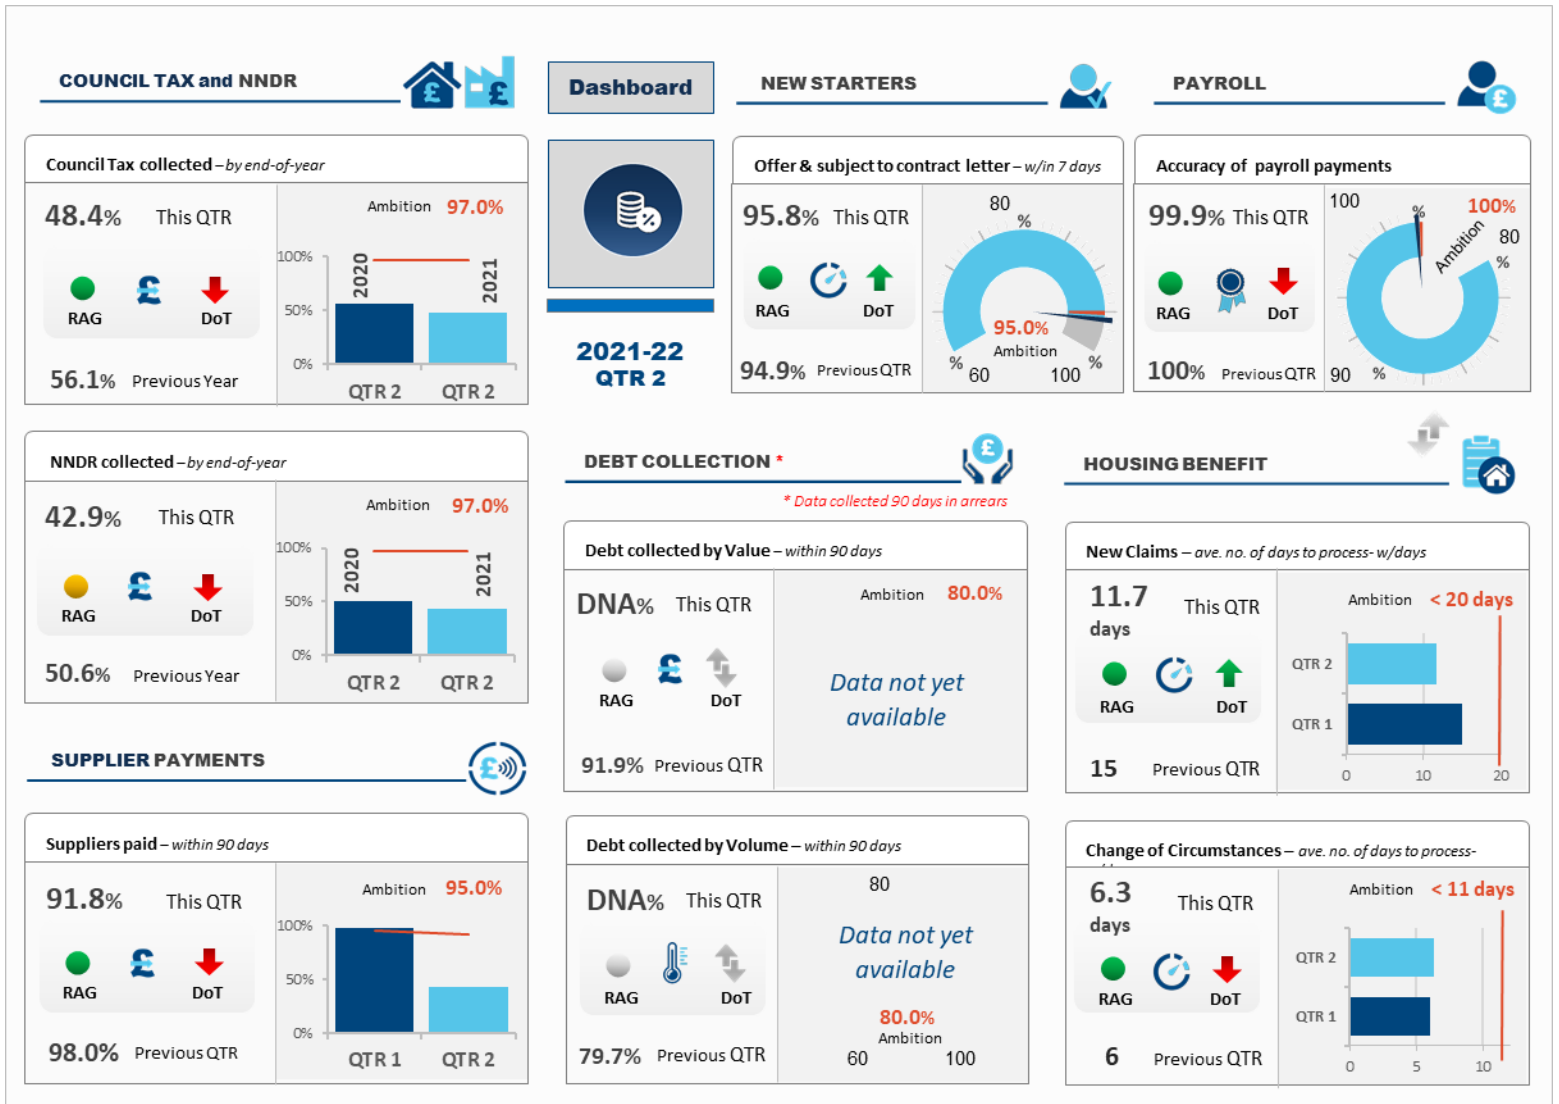 COUNCIL TAX and NNDR
Council Tax collected – by end-of-year
48.4% This QTR
RAG DoT
56.1% Previous Year
Ambition 97.0%
100%
50%
0%
2020
2021
QTR 2 QTR 2
NNDR collected – by end-of-year
42.9% This QTR
RAG DoT
50.6% Previous Year
Ambition 97.0%
100%
50%
0%
2020
2021
QTR 2 QTR 2
SUPPLIER PAYMENTS
Suppliers paid – within 90 days
91.8% This QTR
RAG DoT
98.0% Previous QTR
Ambition 95.0%
100%
50%
0%
QTR 1 QTR 2
Dashboard
2021-22
QTR 2
NEW STARTERS
Offer & subject to contract letter – w/in 7 days
95.8% This QTR
RAG DoT
94.9% Previous QTR
80
%
95.0%
Ambition
% %
60 100
PAYROLL
Accuracy of payroll payments
99.9% This QTR
RAG DoT
100% Previous QTR
100
%
100%
Ambition
80
%
90 %
DEBT COLLECTION *
* Data collected 90 days in arrears
Debt collected by Value – within 90 days
DNA% This QTR
RAG DoT
91.9% Previous QTR
Ambition 80.0%
Data not yet
available
Debt collected by Volume – within 90 days
DNA% This QTR
RAG DoT
79.7% Previous QTR
80
Data not yet
available
80.0%
Ambition
60 100
HOUSING BENEFIT
New Claims – ave. no. of days to process- w/days
11.7
days
This QTR
RAG DoT
15 Previous QTR
Ambition < 20 days
QTR 2
QTR 1
0 10 20
Change of Circumstances – ave. no. of days to process-
6.3
days
This QTR
RAG DoT
6 Previous QTR
Ambition < 11 days
QTR 2
QTR 1
0 5 10